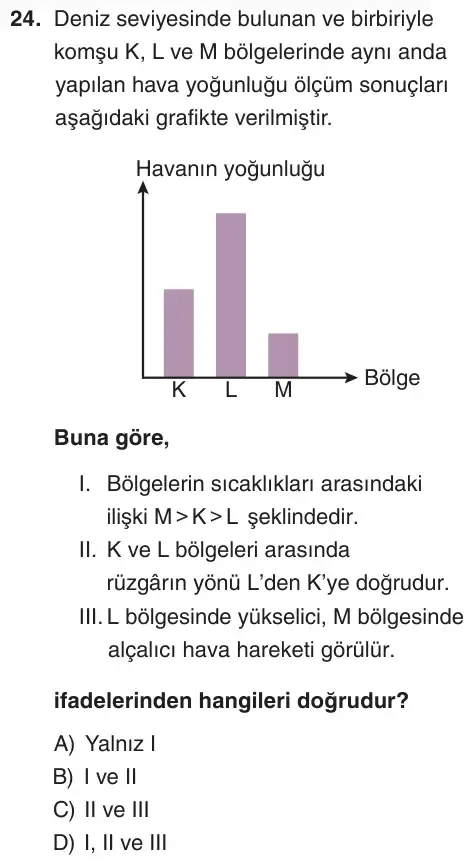 24. Deniz seviyesinde bulunan ve birbiriyle
komşu K, L ve M bölgelerinde aynı anda
yapılan hava yoğunluğu ölçüm sonuçları
aşağıdaki grafikte verilmiştir.
Havanın yoğunluğu
Bölge
K L M
Buna göre,
I. Bölgelerin sıcaklıkları arasındaki
ilişki M>K>L şeklindedir.
II. K ve L bölgeleri arasında
rüzgârın yönü L'den K'ye doğrudur.
III. L bölgesinde yükselici, M bölgesinde
alçalıcı hava hareketi görülür.
ifadelerinden hangileri doğrudur?
A) Yalnız I
B) I ve II
C) II ve III
D) I, II ve III